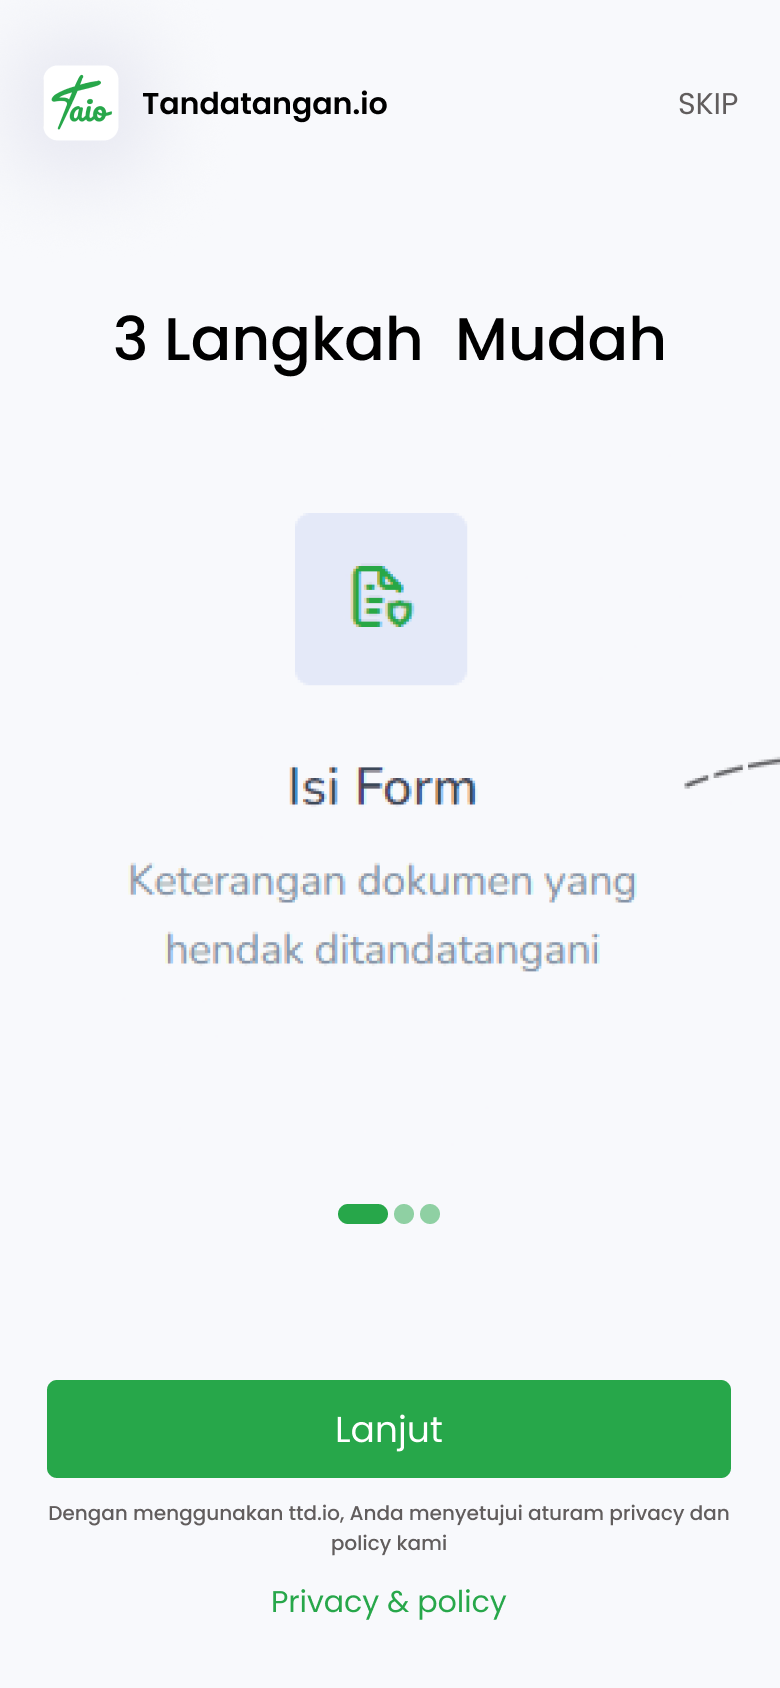 Taio
Tandatangan.io
SKIP
3 Langkah  Mudah
Isi Form
Keterangan dokumen yang
hendak ditandatangani
Lanjut
Dengan menggunakan ttd.io, Anda menyetujui aturam privacy dan
policy kami
Privacy & policy